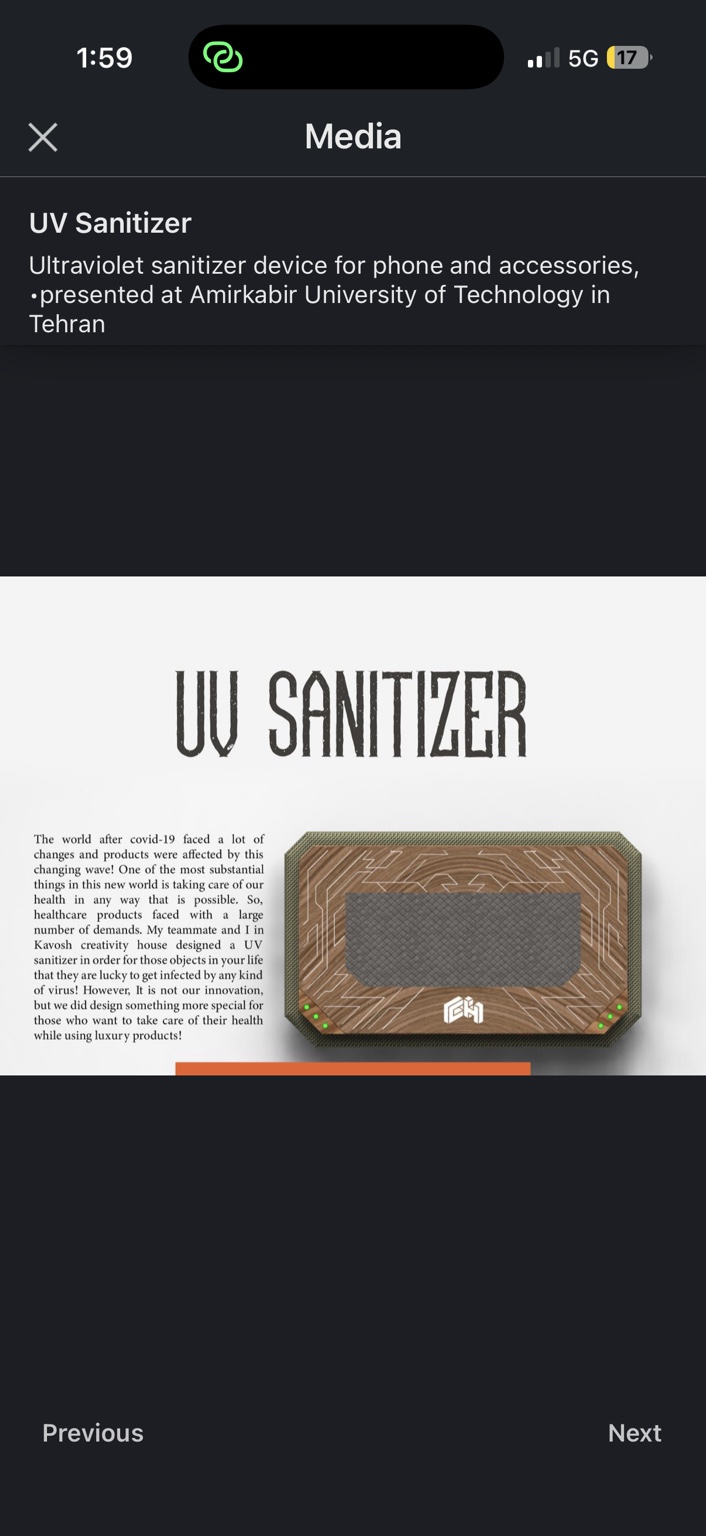 1:59
5G
17
Media
UV Sanitizer
Ultraviolet sanitizer device for phone and accessories,
•presented at Amirkabir University of Technology in
Tehran
UV SANITIZER
The world after covid-19 faced a lot of
changes and products were affected by this
changing wave! One of the most substantial
things in this new world is taking care of our
health in any way that is possible. So,
healthcare products faced with a large
number of demands. My teammate and I in
Kavosh creativity house designed a UV
sanitizer in order for those objects in your life
that they are lucky to get infected by any kind
of virus! However, It is not our innovation,
but we did design something more special for
those who want to take care of their health
while using luxury products!
Previous
Next